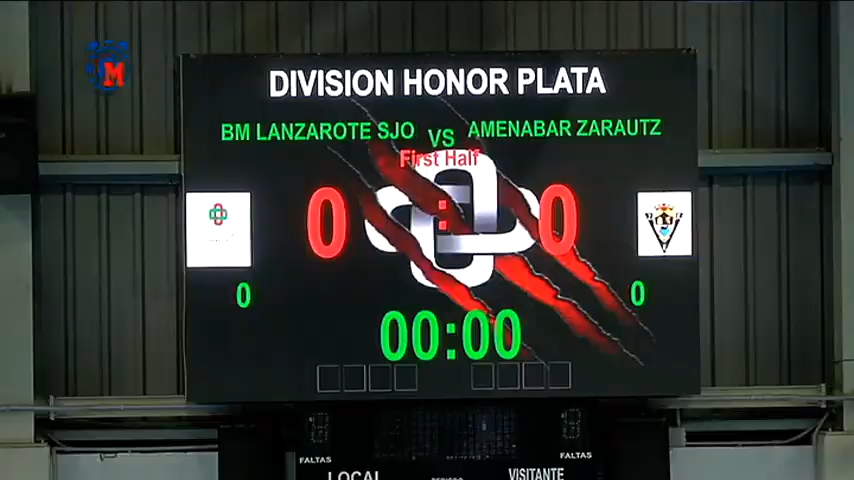 M
DIVISION HONOR PLATA
BM LANZAROTE SJO VS AMENABAR ZARAUTZ
First Half
0 : 0
0 0
00:00
FALTAS FALTAS
LOCAL PERIODO VISITANTE